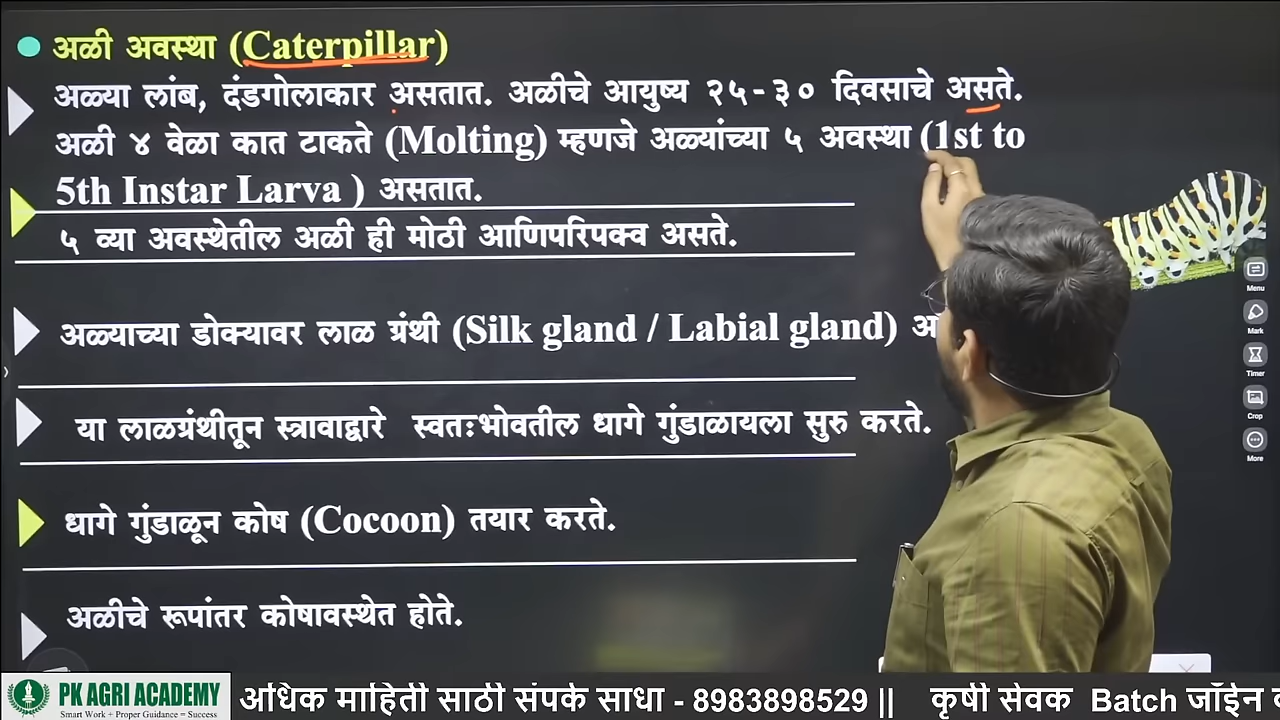 अळी अवस्था (Caterpillar)
अळ्या लांब, दंडगोलाकार असतात. अळीचे आयुष्य २५-३० दिवसाचे असते.
अळी ४ वेळा कात टाकते (Molting) म्हणजे अळ्यांच्या ५ अवस्था (1st to
5th Instar Larva ) असतात.
५ व्या अवस्थेतील अळी ही मोठी आणिपरिपक्व असते.
अळ्याच्या डोक्यावर लाळ ग्रंथी (Silk gland / Labial gland)
या लाळग्रंथीतून स्त्रावाद्वारे स्वतःभोवतील धागे गुंडाळायला सुरु करते.
धागे गुंडाळून कोष (Cocoon) तयार करते.
अळीचे रूपांतर कोषावस्थेत होते.
Menu
Mark
Timer
Crop
More
PK AGRI ACADEMY
Smart Work + Proper Guidance = Success
अधिक माहिती साठी संपर्क साधा - 8983898529 || कृषी सेवक Batch जॉईन